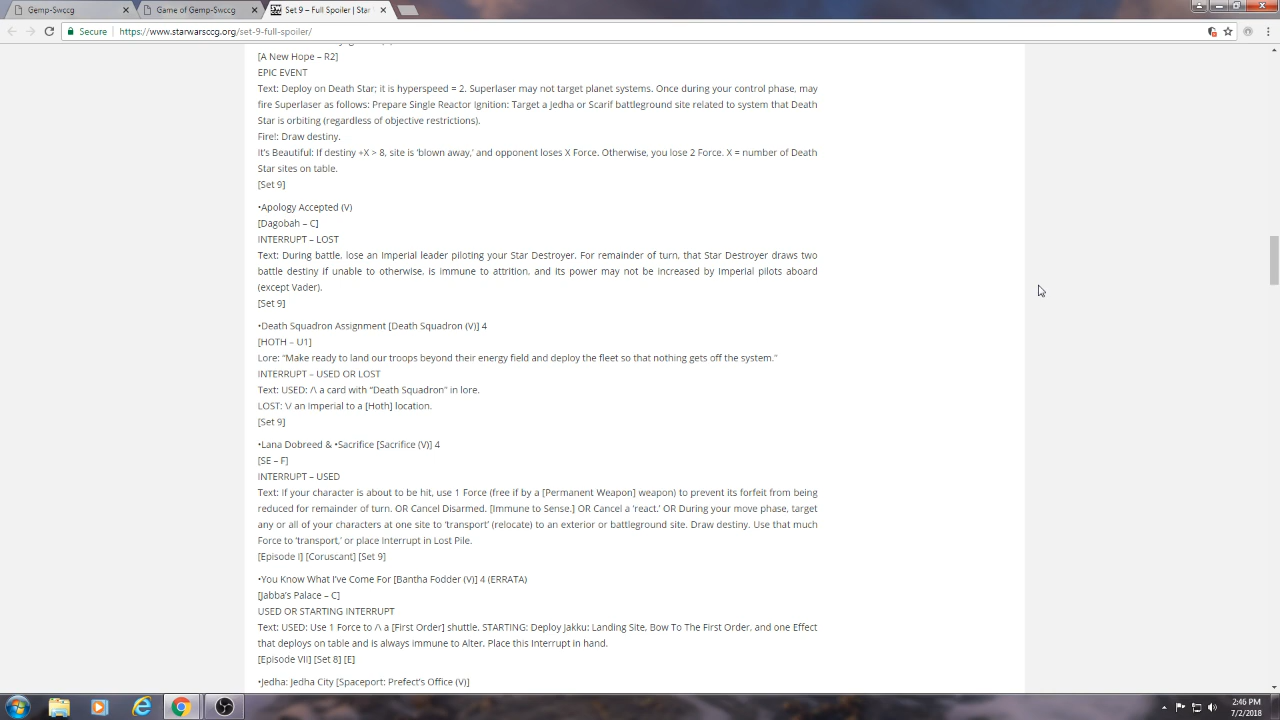 Gemp-Swccg
Game of Gemp-Swccg
Set 9 – Full Spoiler | Star
Secure
https://www.starwarsccg.org/set-9-full-spoiler/
[A New Hope – R2]
EPIC EVENT
Text: Deploy on Death Star; it is hyperspeed = 2. Superlaser may not target planet systems. Once during your control phase, may
fire Superlaser as follows: Prepare Single Reactor Ignition: Target a Jedha or Scarif battleground site related to system that Death
Star is orbiting (regardless of objective restrictions).
Fire!: Draw destiny.
It's Beautiful: If destiny +X > 8, site is 'blown away,' and opponent loses X Force. Otherwise, you lose 2 Force. X = number of Death
Star sites on table.
[Set 9]
•Apology Accepted (V)
[Dagobah – C]
INTERRUPT – LOST
Text: During battle, lose an Imperial leader piloting your Star Destroyer. For remainder of turn, that Star Destroyer draws two
battle destiny if unable to otherwise, is immune to attrition, and its power may not be increased by Imperial pilots aboard
(except Vader).
[Set 9]
•Death Squadron Assignment [Death Squadron (V)] 4
[HOTH – U1]
Lore: “Make ready to land our troops beyond their energy field and deploy the fleet so that nothing gets off the system.”
INTERRUPT – USED OR LOST
Text: USED: /\ a card with “Death Squadron” in lore.
LOST: \/ an Imperial to a [Hoth] location.
[Set 9]
•Lana Dobreed & •Sacrifice [Sacrifice (V)] 4
[SE – F]
INTERRUPT – USED
Text: If your character is about to be hit, use 1 Force (free if by a [Permanent Weapon] weapon) to prevent its forfeit from being
reduced for remainder of turn. OR Cancel Disarmed. [Immune to Sense.] OR Cancel a 'react.' OR During your move phase, target
any or all of your characters at one site to 'transport' (relocate) to an exterior or battleground site. Draw destiny. Use that much
Force to 'transport,' or place Interrupt in Lost Pile.
[Episode I] [Coruscant] [Set 9]
•You Know What I've Come For [Bantha Fodder (V)] 4 (ERRATA)
[Jabba's Palace – C]
USED OR STARTING INTERRUPT
Text: USED: Use 1 Force to /\ a [First Order] shuttle. STARTING: Deploy Jakku: Landing Site, Bow To The First Order, and one Effect
that deploys on table and is always immune to Alter. Place this Interrupt in hand.
[Episode VII] [Set 8] [E]
•Jedha: Jedha City [Spaceport: Prefect's Office (V)]
2:46 PM
7/2/2018